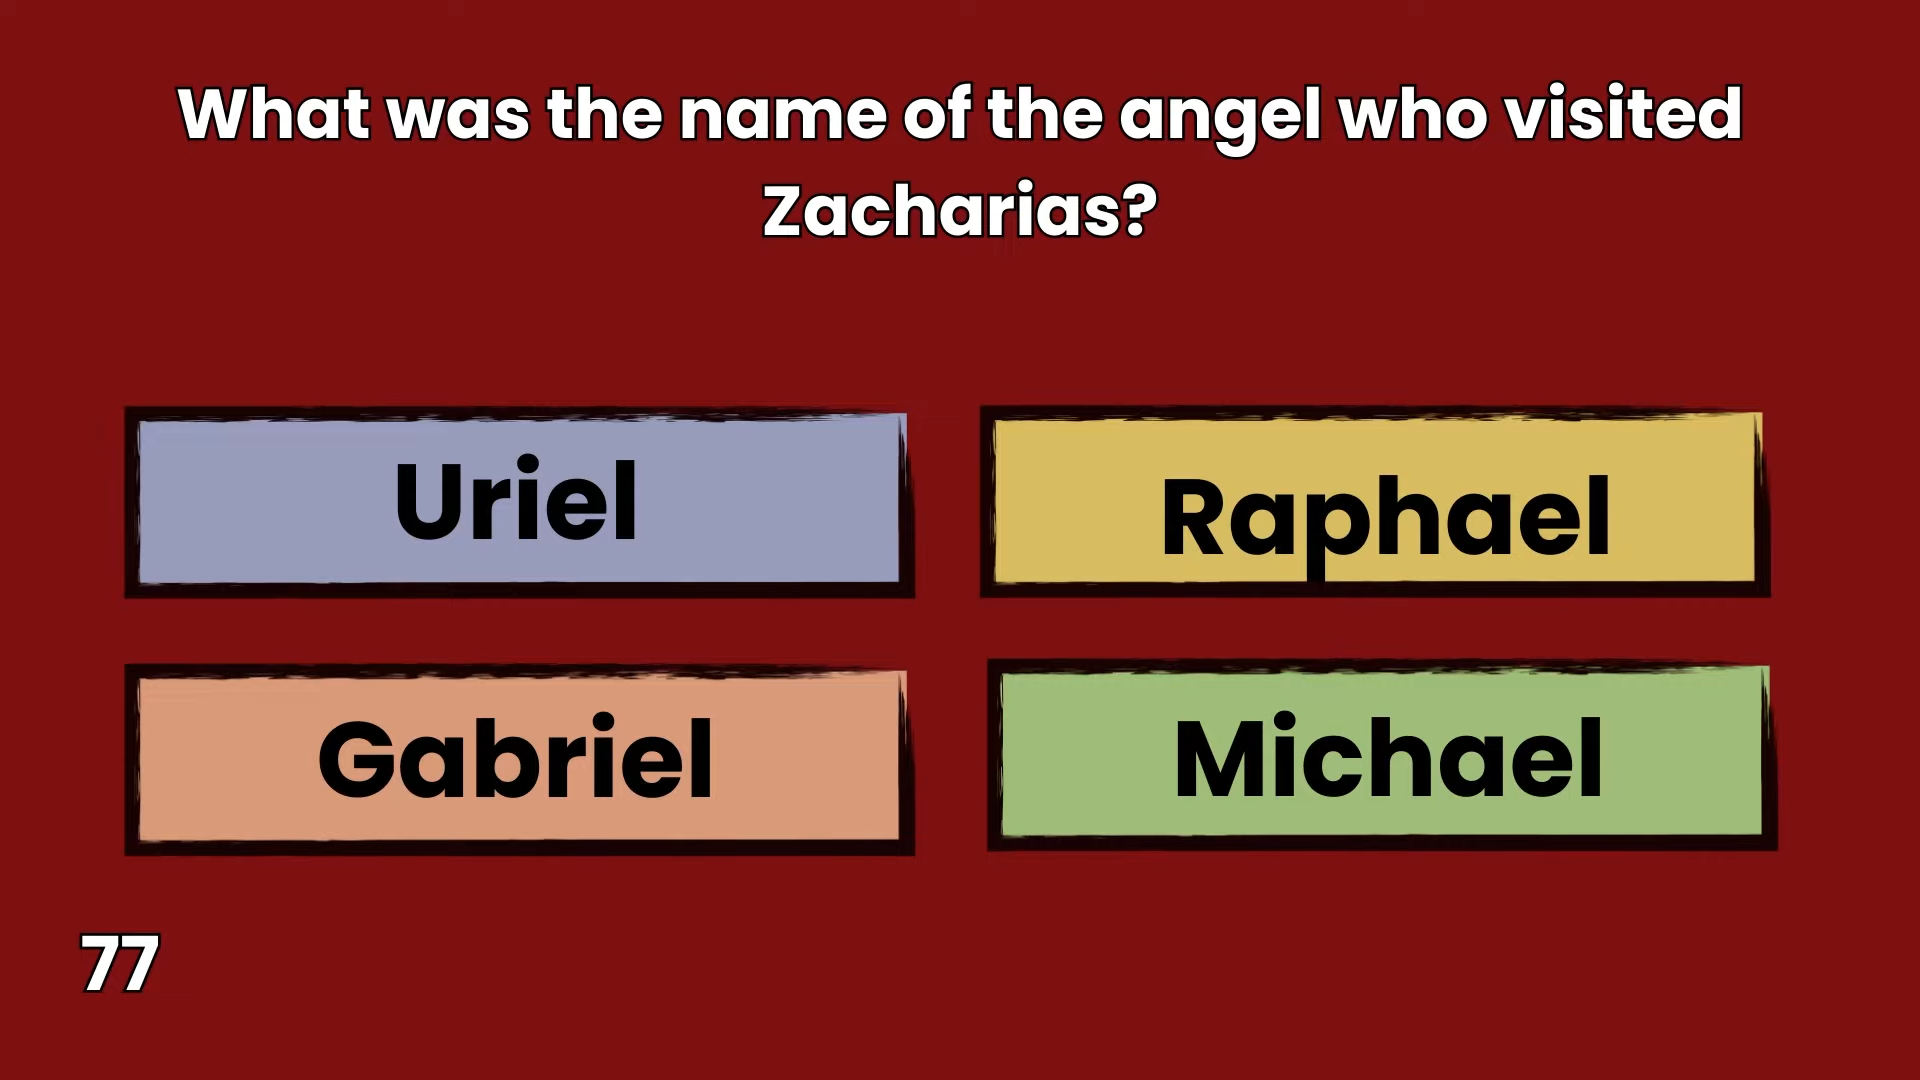 What was the name of the angel who visited
Zacharias?
Uriel
Raphael
Gabriel
Michael
77